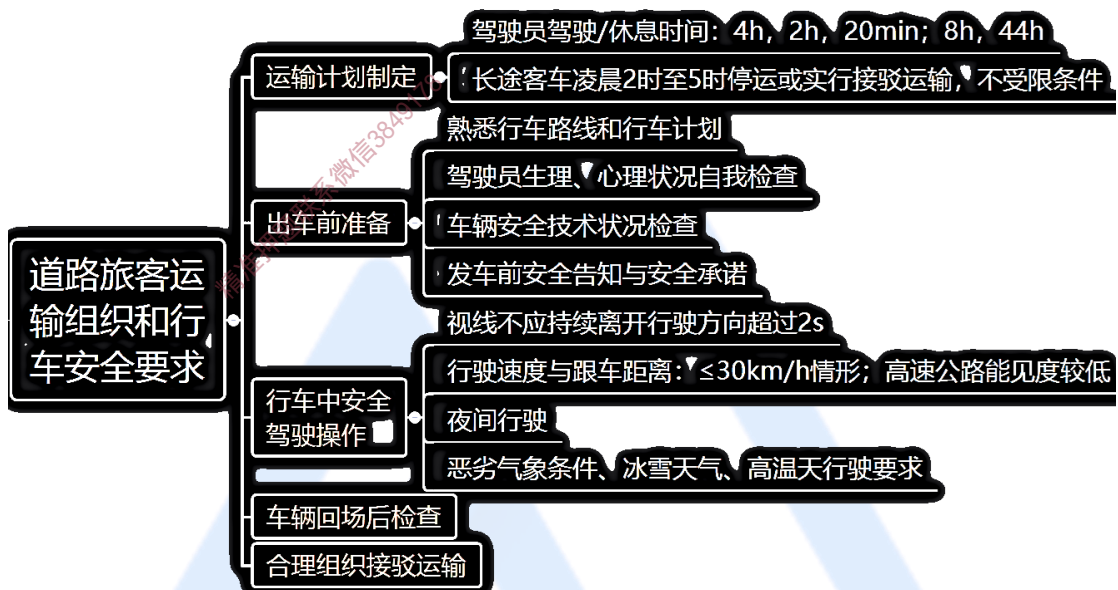 驾驶员驾驶/休息时间：4h，2h，20min；8h，44h
运输计划制定
长途客车凌晨2时至5时停运或实行接驳运输，不受限条件
熟悉行车路线和行车计划
驾驶员生理、心理状况自我检查
出车前准备
车辆安全技术状况检查
发车前安全告知与安全承诺
道路旅客运
输组织和行
车安全要求
视线不应持续离开行驶方向超过2s
行驶速度与跟车距离：≤30km/h情形；高速公路能见度较低
行车中安全
驾驶操作
夜间行驶
恶劣气象条件、冰雪天气、高温天行驶要求
车辆回场后检查
合理组织接驳运输